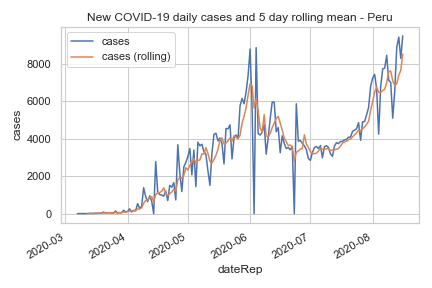 New COVID-19 daily cases and 5 day rolling mean - Peru
cases
cases (rolling)
8000
6000
4000
2000
0
cases
2020-03
2020-04
2020-05
2020-06
2020-07
2020-08
dateRep